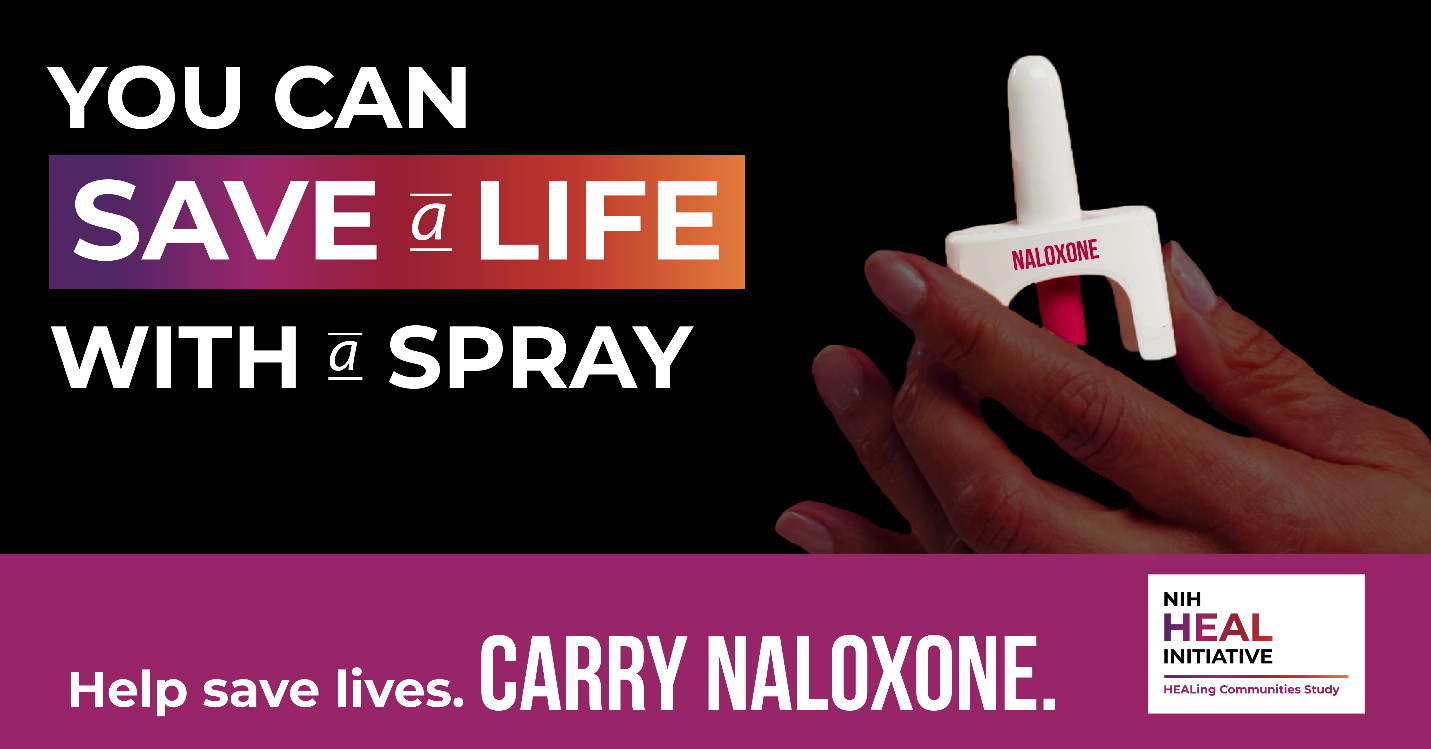 YOU CAN
SAVE a LIFE
WITH a SPRAY
NALOXONE
Help save lives. CARRY NALOXONE.
NIH
HEAL
INITIATIVE
HEALing Communities Study